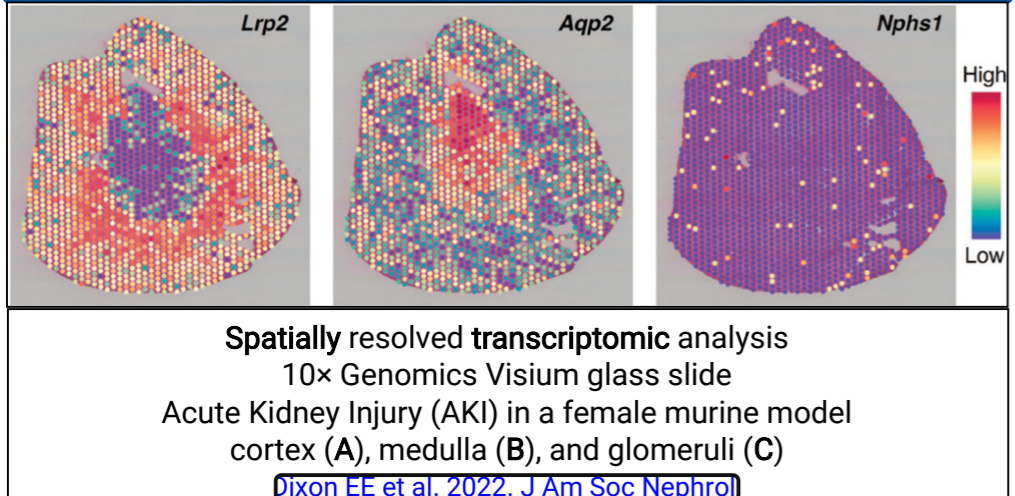 Lrp2
Aqp2
Nphs1
High
Low
Spatially resolved transcriptomic analysis
10× Genomics Visium glass slide
Acute Kidney Injury (AKI) in a female murine model
cortex (A), medulla (B), and glomeruli (C)
Dixon EE et al. 2022. J Am Soc Nephrol